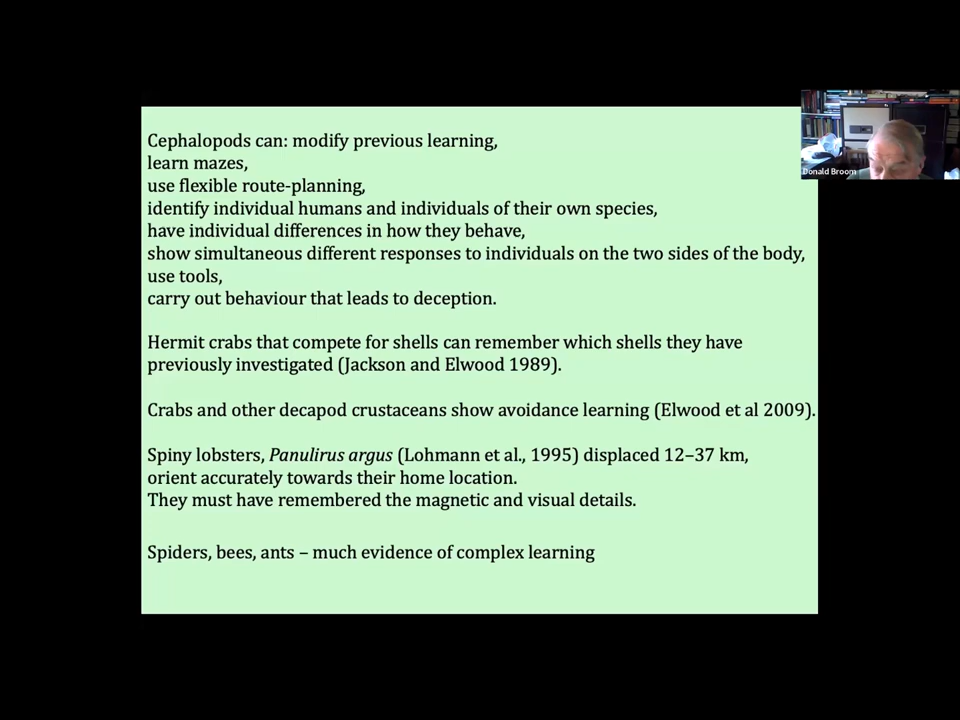 Cephalopods can: modify previous learning,
learn mazes,
use flexible route-planning,
identify individual humans and individuals of their own species,
have individual differences in how they behave,
show simultaneous different responses to individuals on the two sides of the body,
use tools,
carry out behaviour that leads to deception.
Hermit crabs that compete for shells can remember which shells they have
previously investigated (Jackson and Elwood 1989).
Crabs and other decapod crustaceans show avoidance learning (Elwood et al 2009).
Spiny lobsters, Panulirus argus (Lohmann et al., 1995) displaced 12–37 km,
orient accurately towards their home location.
They must have remembered the magnetic and visual details.
Spiders, bees, ants – much evidence of complex learning
Donald Broom